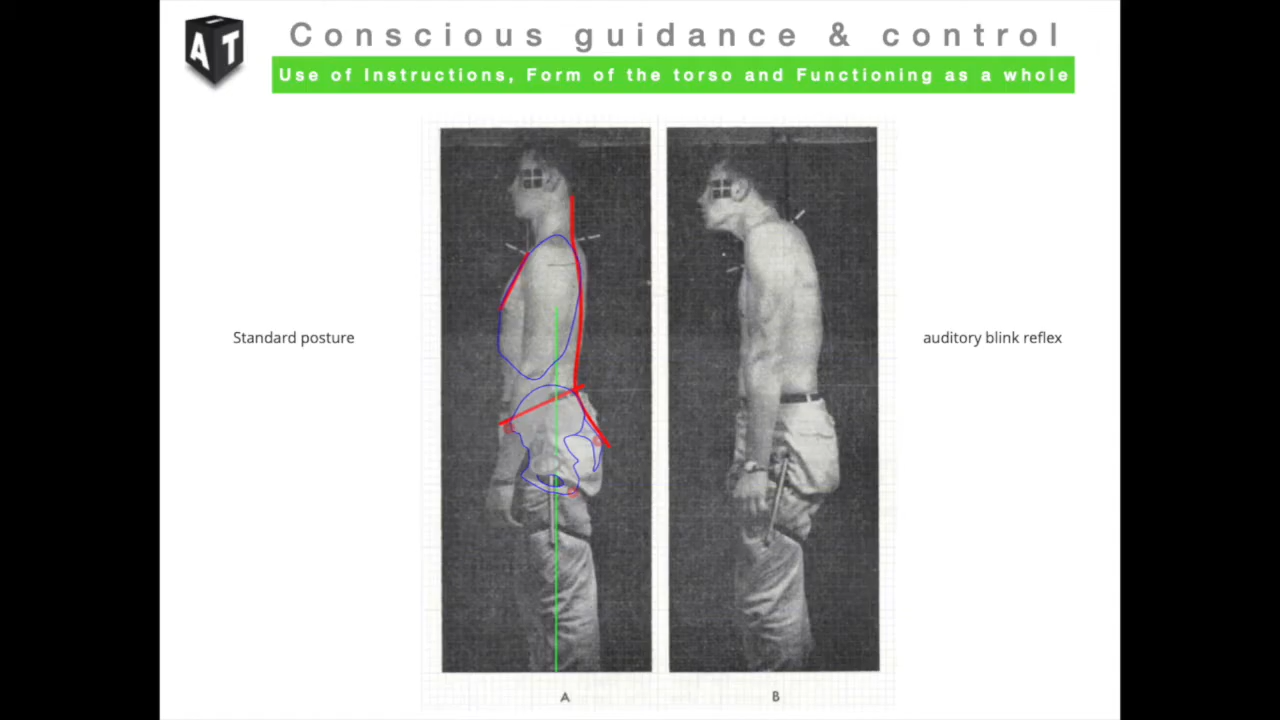 AT
Conscious guidance & control
Use of Instructions, Form of the torso and Functioning as a whole
Standard posture
auditory blink reflex
A
B